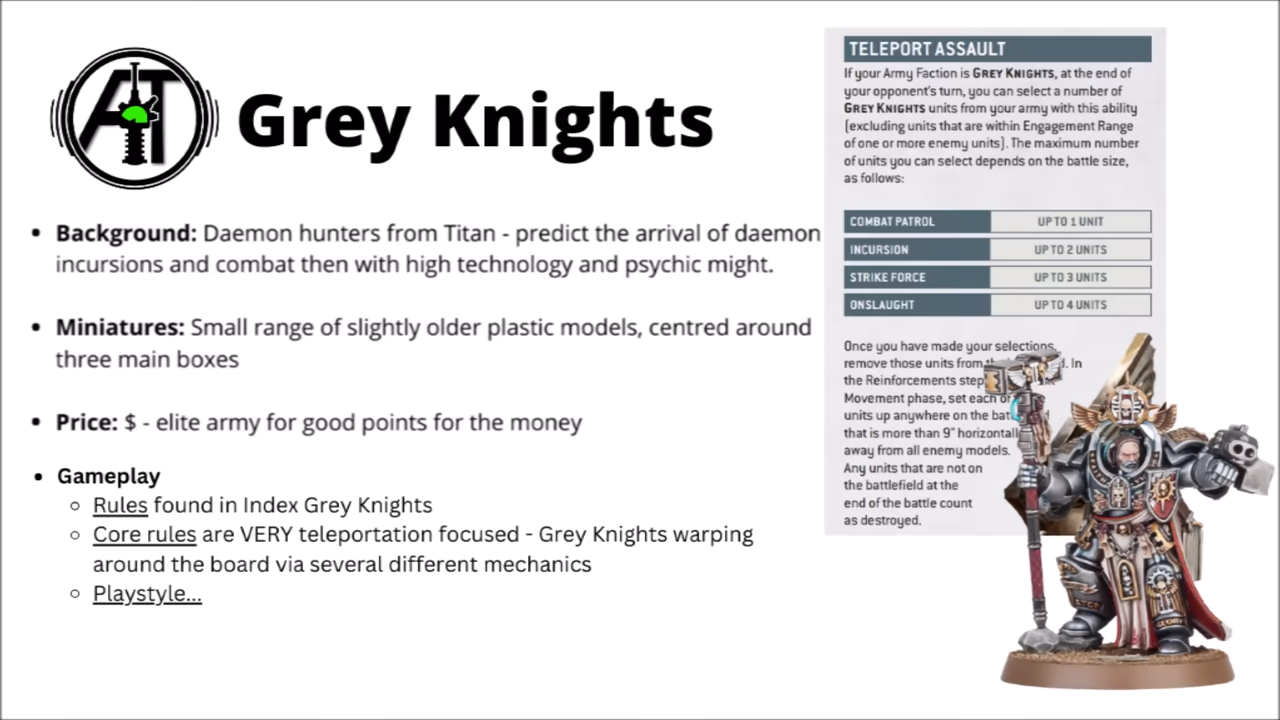 AT
Grey Knights
• Background: Daemon hunters from Titan - predict the arrival of daemon
incursions and combat then with high technology and psychic might.
• Miniatures: Small range of slightly older plastic models, centred around
three main boxes
• Price: $ - elite army for good points for the money
• Gameplay
○ Rules found in Index Grey Knights
○ Core rules are VERY teleportation focused - Grey Knights warping
around the board via several different mechanics
○ Playstyle...
TELEPORT ASSAULT
If your Army Faction is GREY KNIGHTS, at the end of
your opponent's turn, you can select a number of
GREY KNIGHTS units from your army with this ability
(excluding units that are within Engagement Range
of one or more enemy units). The maximum number
of units you can select depends on the battle size,
as follows:
COMBAT PATROL UP TO 1 UNIT
INCURSION UP TO 2 UNITS
STRIKE FORCE UP TO 3 UNITS
ONSLAUGHT UP TO 4 UNITS
Once you have made your selections,
remove those units from In
the Reinforcements step
Movement phase, set each
units up anywhere on the
that is more than 9" horizontall
away from all enemy models.
Any units that are not on
the battlefield at the
end of the battle count
as destroyed.